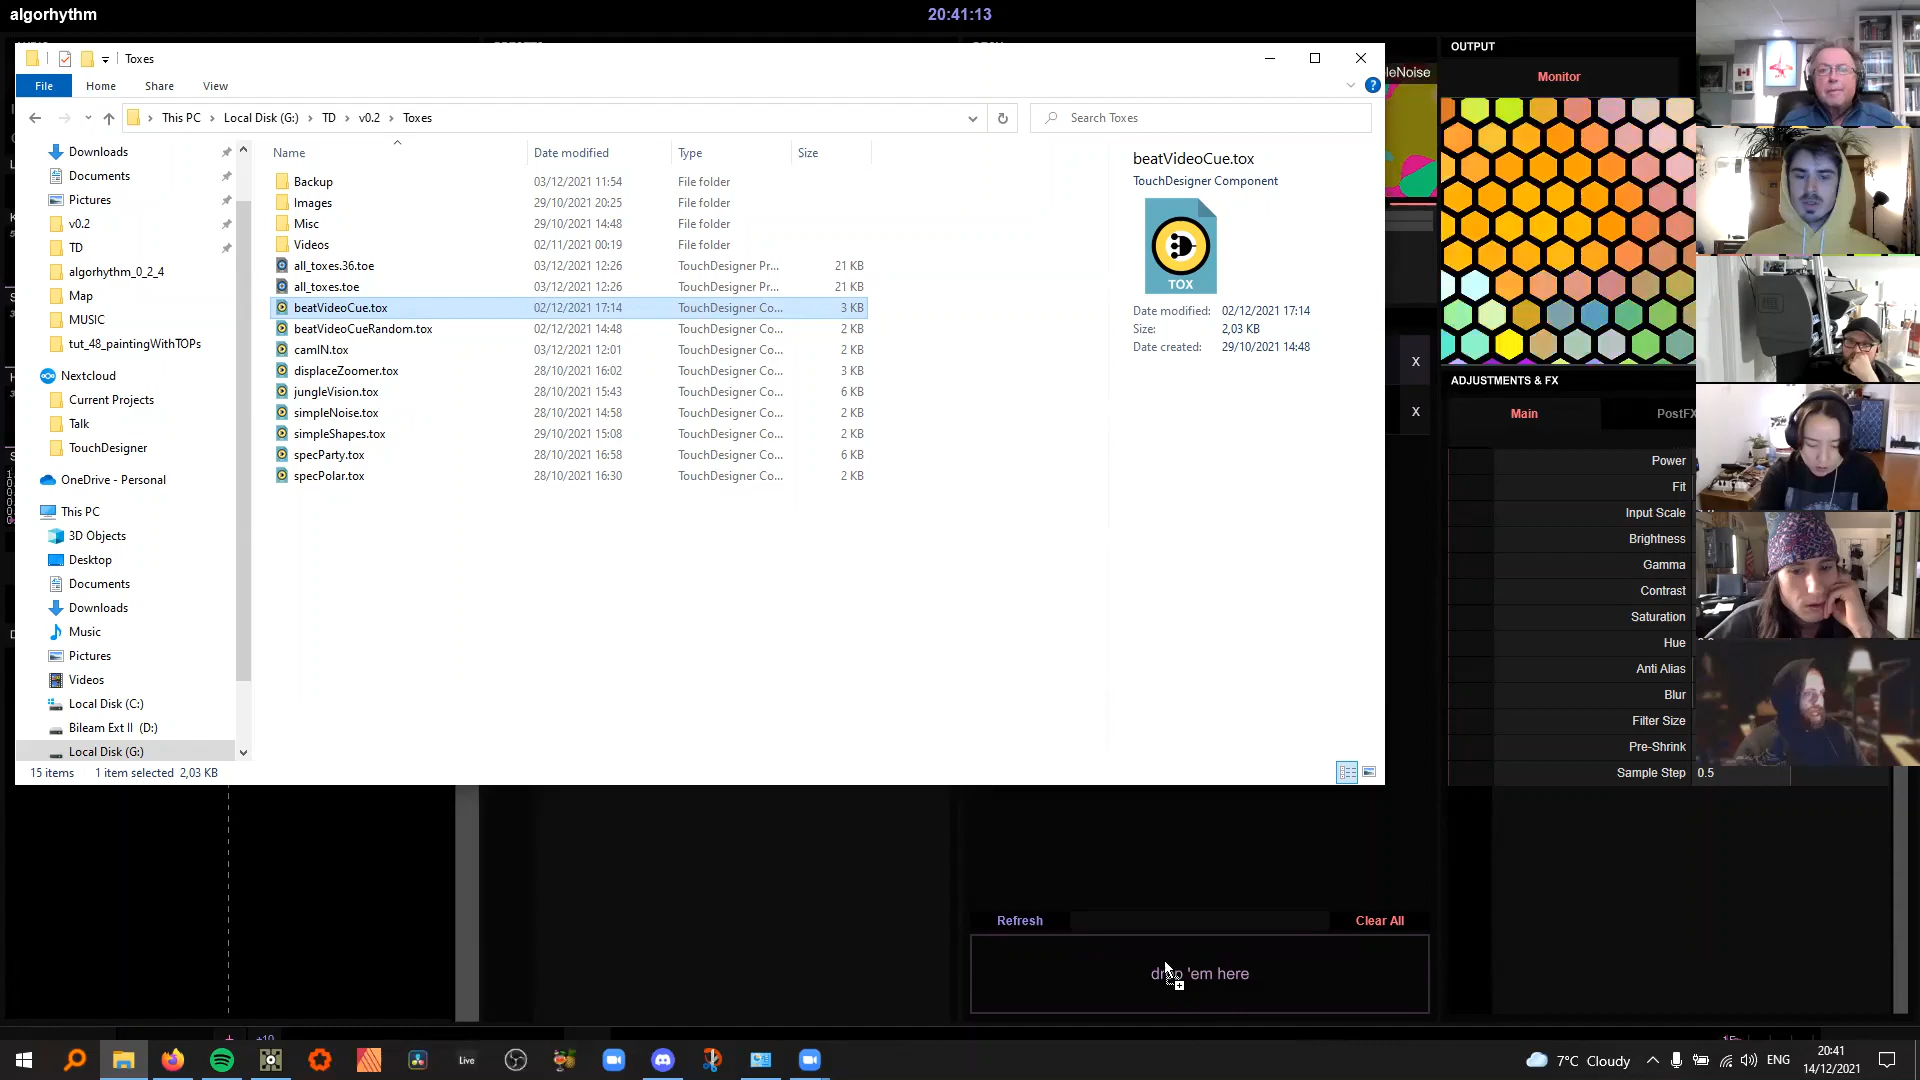 algorhythm
20:41:13
Toxes
File
Home
Share
View
This PC
Local Disk (G:)
TD
v0.2
Toxes
Search Toxes
Downloads
Documents
Pictures
v0.2
TD
algorhythm_0_2_4
Map
MUSIC
tut_48_paintingWithTOPs
Nextcloud
Current Projects
Talk
TouchDesigner
OneDrive - Personal
This PC
3D Objects
Desktop
Documents
Downloads
Music
Pictures
Videos
Local Disk (C:)
Bileam Ext II (D:)
Local Disk (G:)
Name Date modified Type Size
Backup 03/12/2021 11:54 File folder
Images 29/10/2021 20:25 File folder
Misc 29/10/2021 14:48 File folder
Videos 02/11/2021 00:19 File folder
all_toxes.36.toe 03/12/2021 12:26 TouchDesigner Pr... 21 KB
all_toxes.toe 03/12/2021 12:26 TouchDesigner Pr... 21 KB
beatVideoCue.tox 02/12/2021 17:14 TouchDesigner Co... 3 KB
beatVideoCueRandom.tox 02/12/2021 14:48 TouchDesigner Co... 2 KB
camIN.tox 03/12/2021 12:01 TouchDesigner Co... 2 KB
displaceZoomer.tox 28/10/2021 16:02 TouchDesigner Co... 3 KB
jungleVision.tox 28/10/2021 15:43 TouchDesigner Co... 6 KB
simpleNoise.tox 28/10/2021 14:58 TouchDesigner Co... 2 KB
simpleShapes.tox 29/10/2021 15:08 TouchDesigner Co... 2 KB
specParty.tox 28/10/2021 16:58 TouchDesigner Co... 6 KB
specPolar.tox 28/10/2021 16:30 TouchDesigner Co... 2 KB
beatVideoCue.tox
TouchDesigner Component
TOX
Date modified: 02/12/2021 17:14
Size: 2,03 KB
Date created: 29/10/2021 14:48
15 items 1 item selected 2,03 KB
leNoise
X
X
OUTPUT
Monitor
ADJUSTMENTS & FX
Main
PostFX
Power
Fit
Input Scale
Brightness
Gamma
Contrast
Saturation
Hue
Anti Alias
Blur
Filter Size
Pre-Shrink
Sample Step 0.5
Refresh
Clear All
drop 'em here
+10
Live
7°C Cloudy
ENG
20:41
14/12/2021